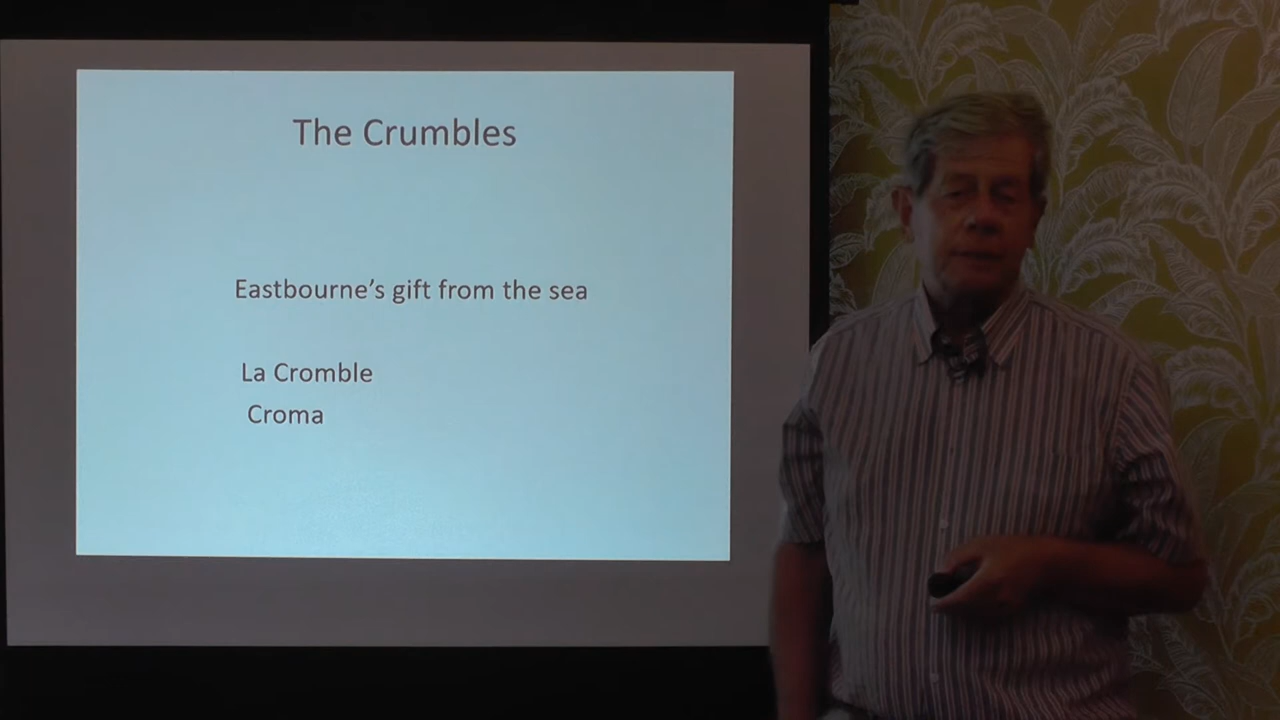 The Crumbles
Eastbourne’s gift from the sea
La Cromble
Croma